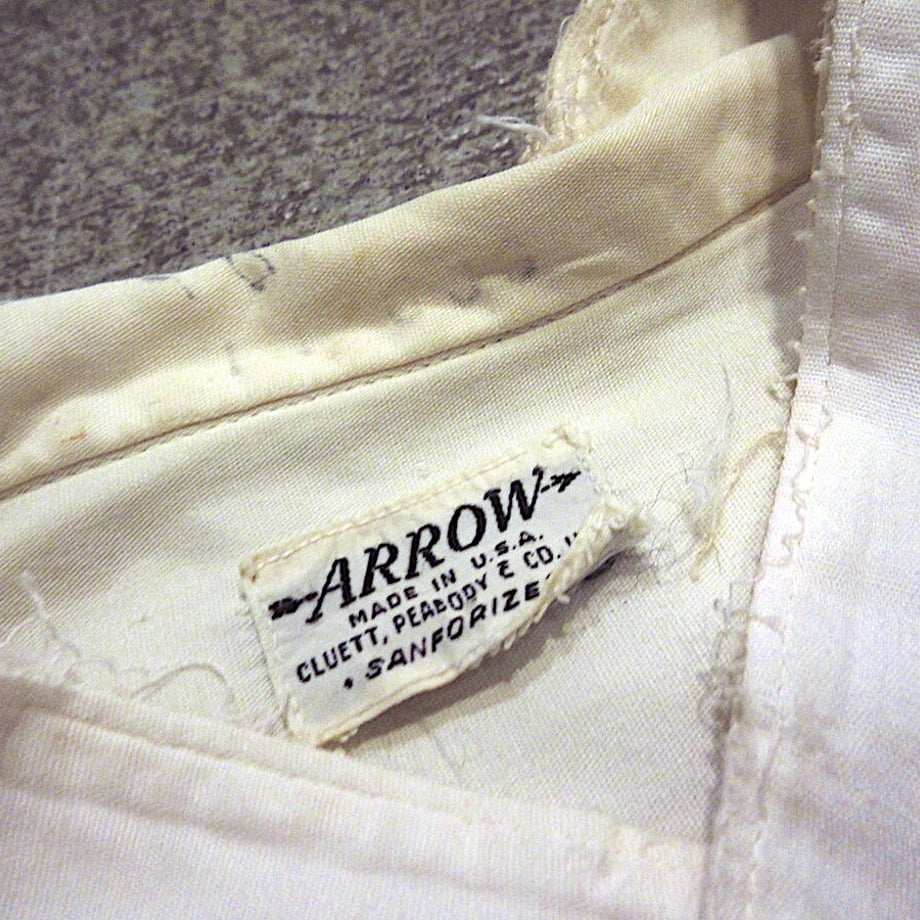 ARROW
MADE IN U.S.A.
CLUETT, PEABODY & CO.
• SANFORIZE